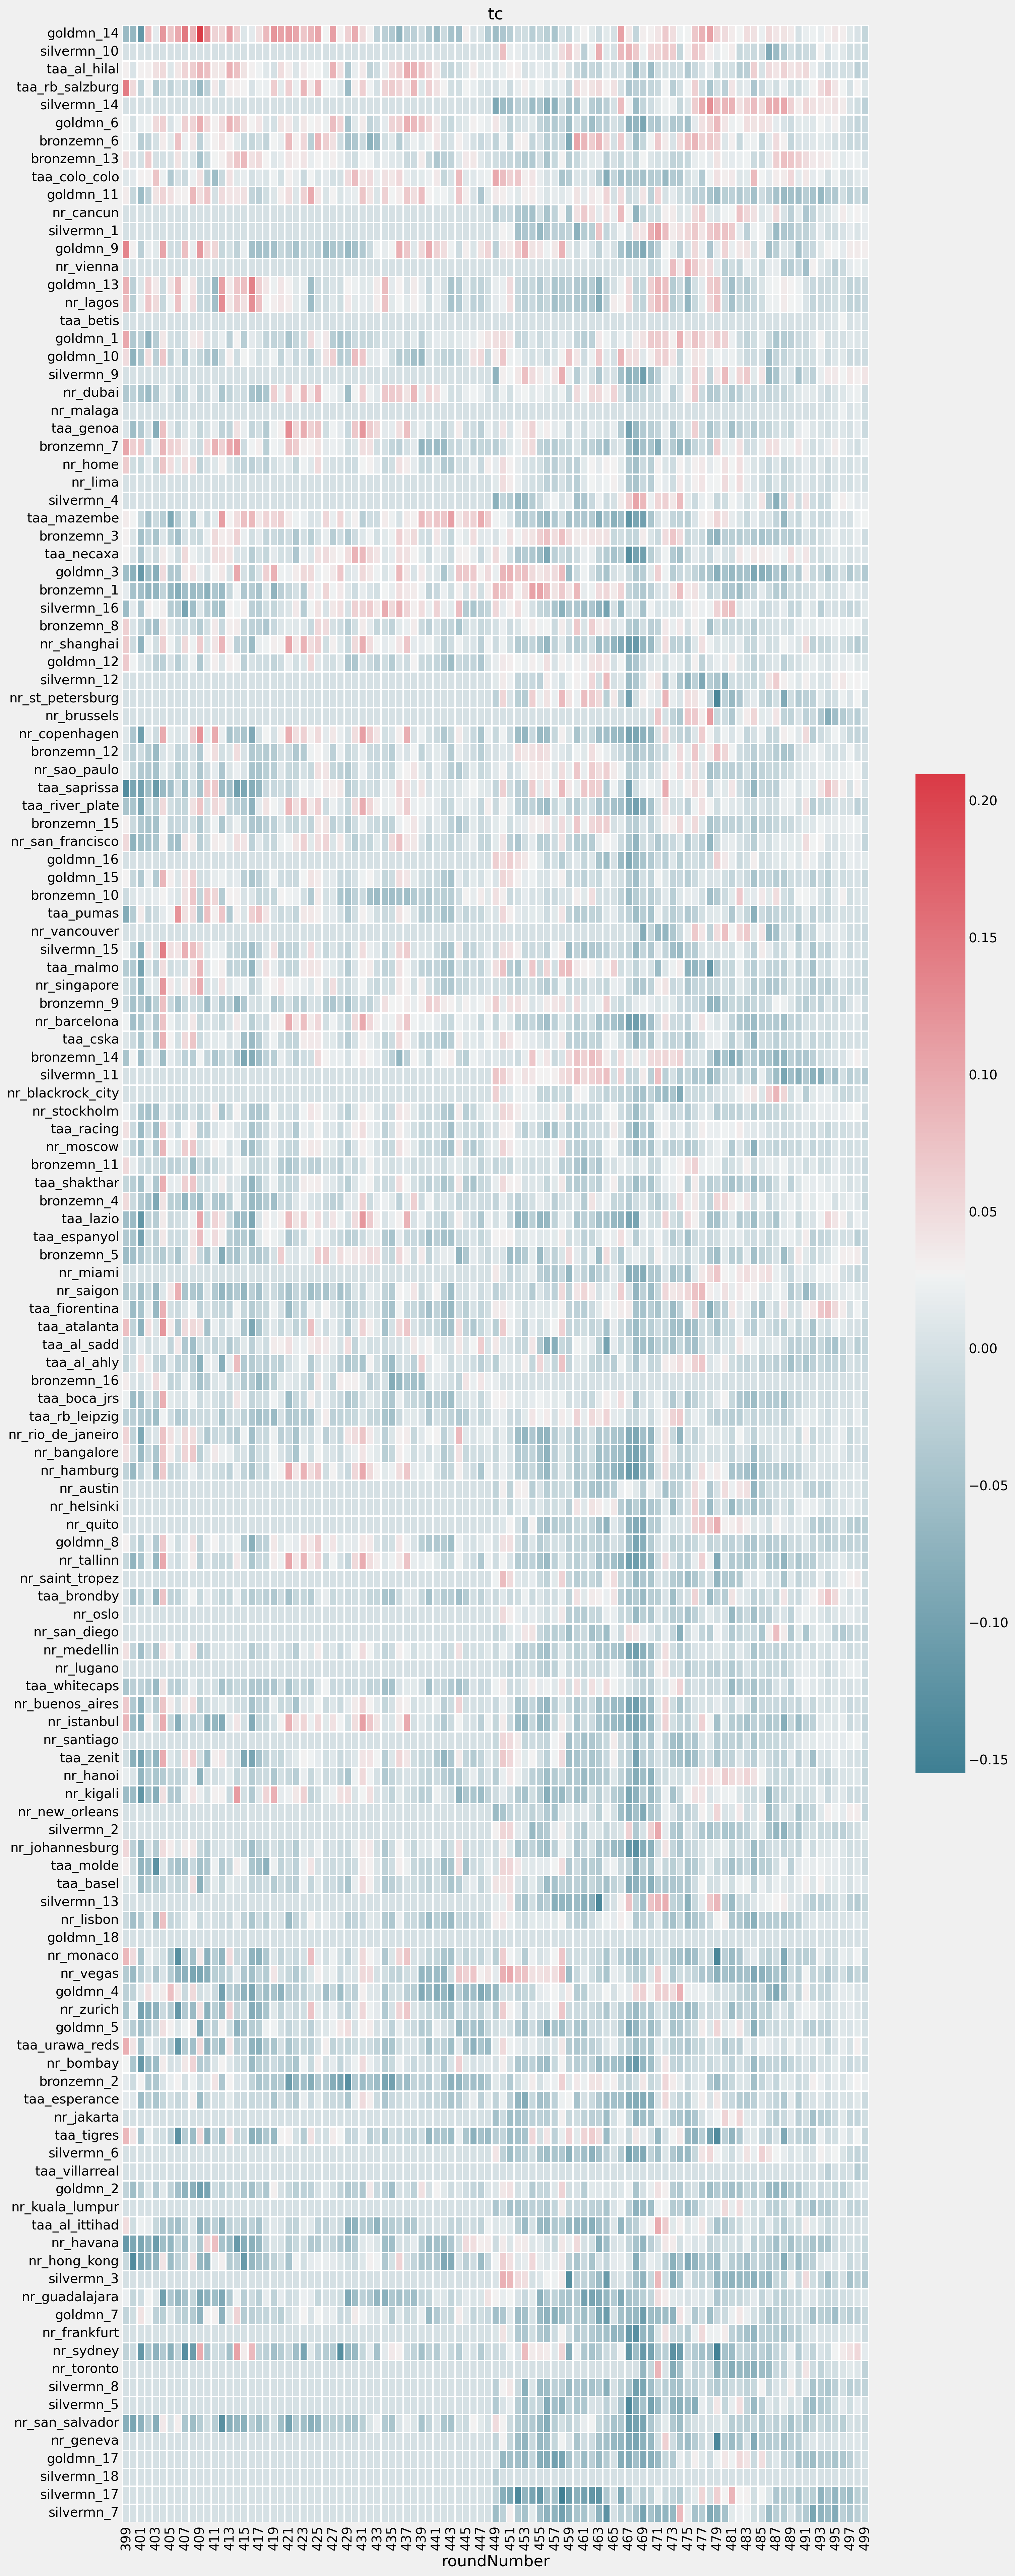 tc
goldmn_14
silvermn_10
taa_al_hilal
taa_rb_salzburg
silvermn_14
goldmn_6
bronzemn_6
bronzemn_13
taa_colo_colo
goldmn_11
nr_cancun
silvermn_1
goldmn_9
nr_vienna
goldmn_13
nr_lagos
taa_betis
goldmn_1
goldmn_10
silvermn_9
nr_dubai
nr_malaga
taa_genoa
bronzemn_7
nr_home
nr_lima
silvermn_4
taa_mazembe
bronzemn_3
taa_necaxa
goldmn_3
bronzemn_1
silvermn_16
bronzemn_8
nr_shanghai
goldmn_12
silvermn_12
nr_st_petersburg
nr_brussels
nr_copenhagen
bronzemn_12
nr_sao_paulo
taa_saprissa
taa_river_plate
bronzemn_15
nr_san_francisco
goldmn_16
goldmn_15
bronzemn_10
taa_pumas
nr_vancouver
silvermn_15
taa_malmo
nr_singapore
bronzemn_9
nr_barcelona
taa_cska
bronzemn_14
silvermn_11
nr_blackrock_city
nr_stockholm
taa_racing
nr_moscow
bronzemn_11
taa_shakthar
bronzemn_4
taa_lazio
taa_espanyol
bronzemn_5
nr_miami
nr_saigon
taa_fiorentina
taa_atalanta
taa_al_sadd
taa_al_ahly
bronzemn_16
taa_boca_jrs
taa_rb_leipzig
nr_rio_de_janeiro
nr_bangalore
nr_hamburg
nr_austin
nr_helsinki
nr_quito
goldmn_8
nr_tallinn
nr_saint_tropez
taa_brondby
nr_oslo
nr_san_diego
nr_medellin
nr_lugano
taa_whitecaps
nr_buenos_aires
nr_istanbul
nr_santiago
taa_zenit
nr_hanoi
nr_kigali
nr_new_orleans
silvermn_2
nr_johannesburg
taa_molde
taa_basel
silvermn_13
nr_lisbon
goldmn_18
nr_monaco
nr_vegas
goldmn_4
nr_zurich
goldmn_5
taa_urawa_reds
nr_bombay
bronzemn_2
taa_esperance
nr_jakarta
taa_tigres
silvermn_6
taa_villarreal
goldmn_2
nr_kuala_lumpur
taa_al_ittihad
nr_havana
nr_hong_kong
silvermn_3
nr_guadalajara
goldmn_7
nr_frankfurt
nr_sydney
nr_toronto
silvermn_8
silvermn_5
nr_san_salvador
nr_geneva
goldmn_17
silvermn_18
silvermn_17
silvermn_7
399 401 403 405 407 409 411 413 415 417 419 421 423 425 427 429 431 433 435 437 439 441 443 445 447 449 451 453 455 457 459 461 463 465 467 469 471 473 475 477 479 481 483 485 487 489 491 493 495 497 499
roundNumber
0.20
0.15
0.10
0.05
0.00
−0.05
−0.10
−0.15